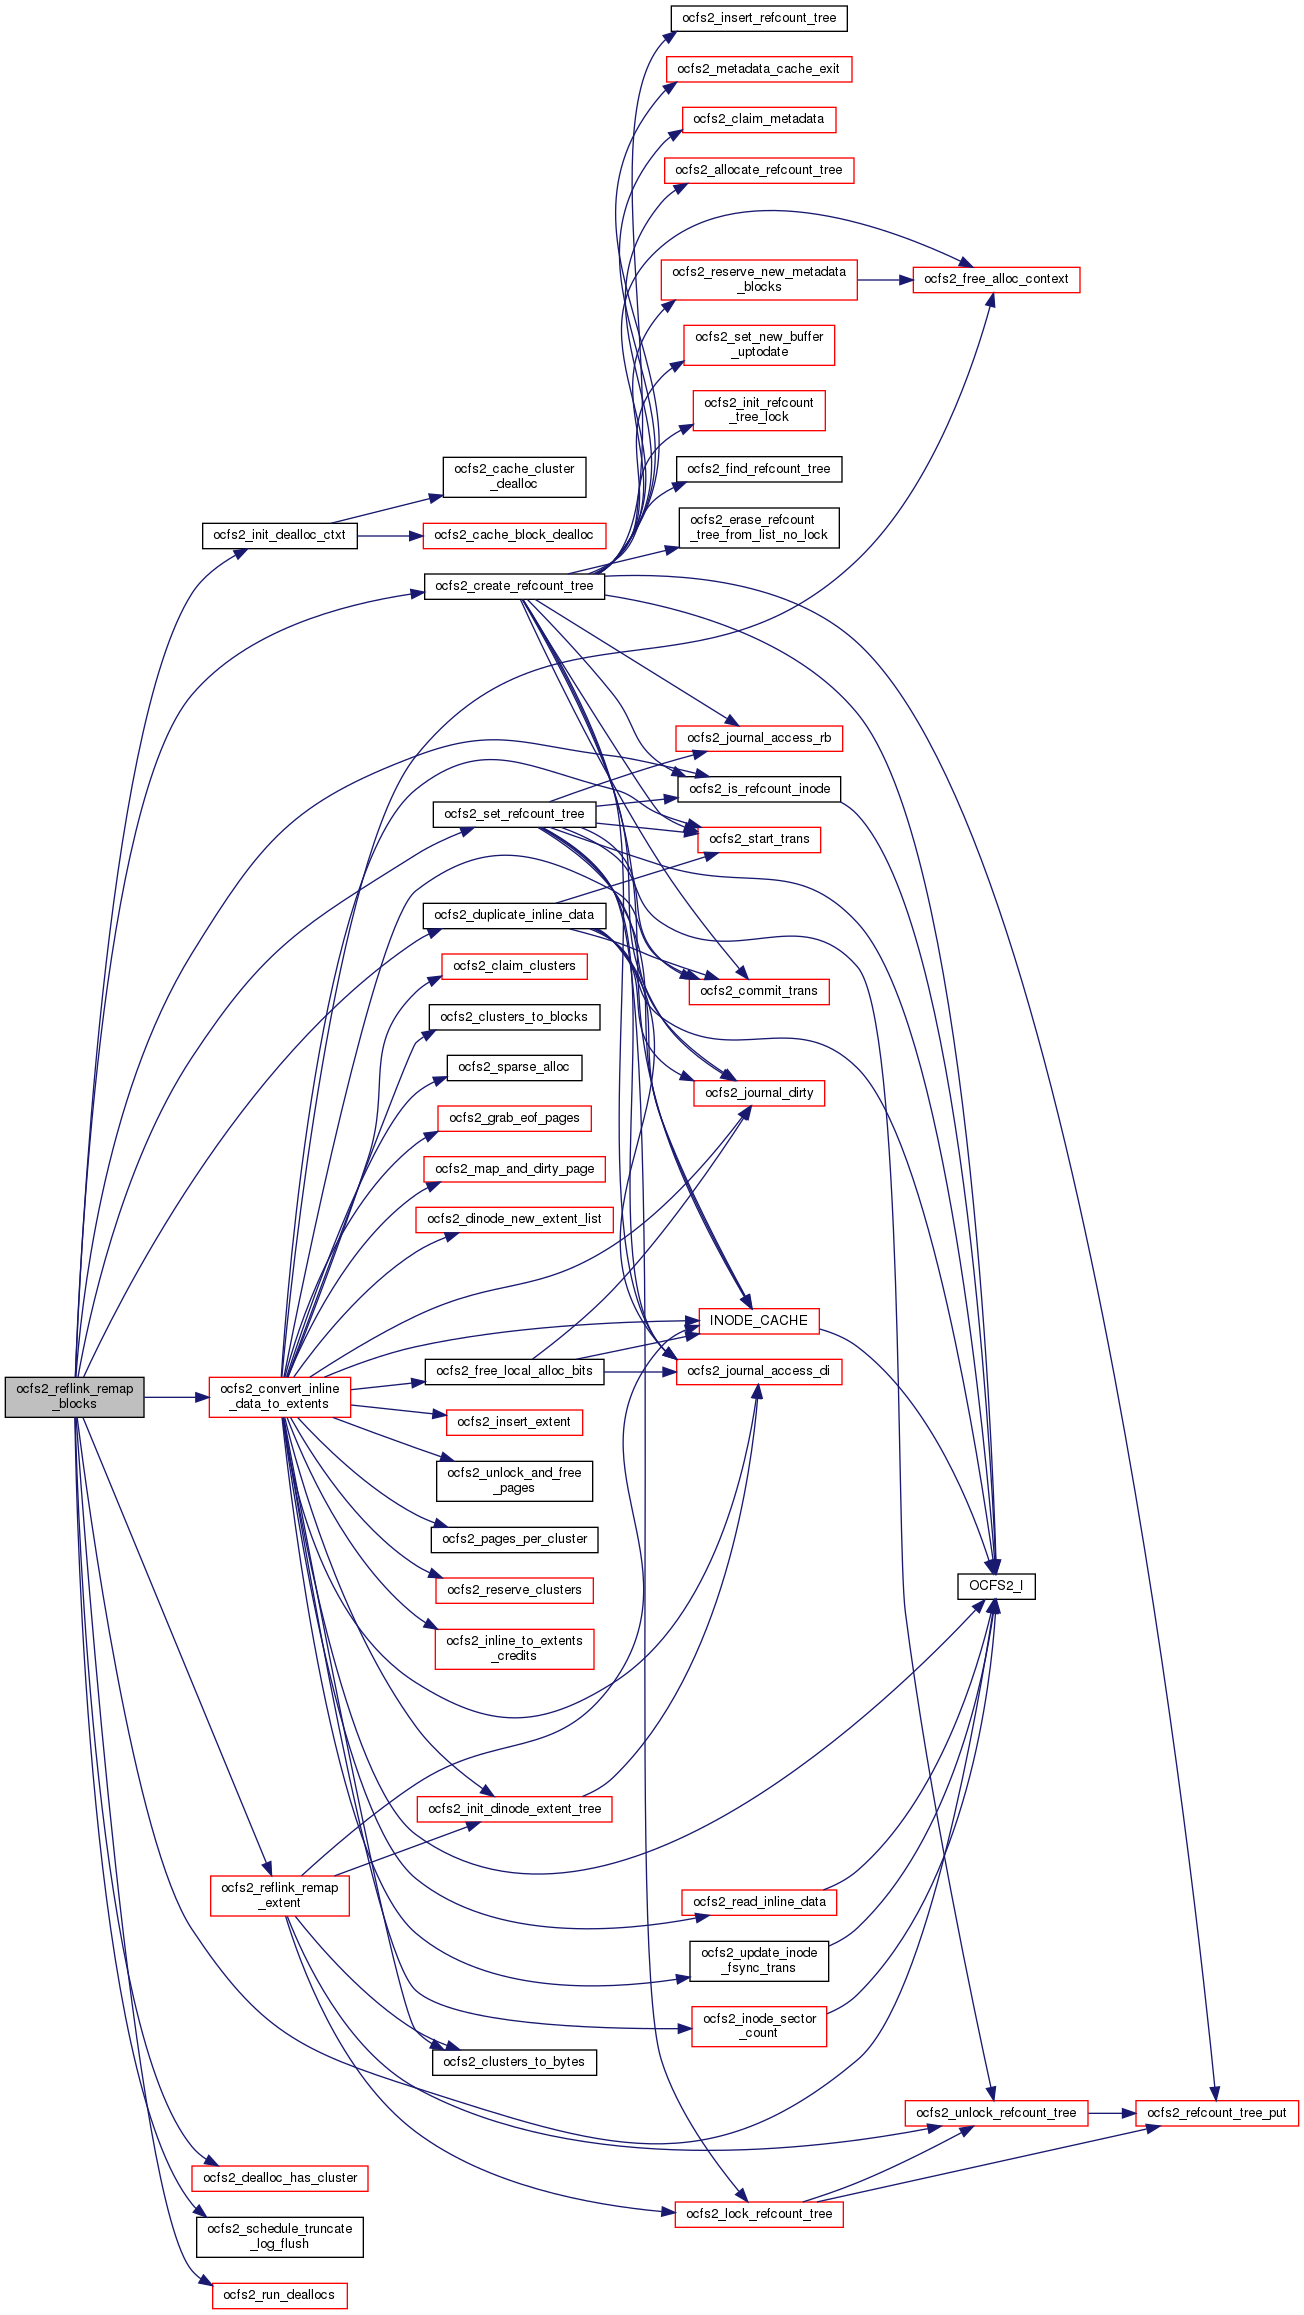 ocfs2_insert_refcount_tree
ocfs2_metadata_cache_exit
ocfs2_claim_metadata
ocfs2_allocate_refcount_tree
ocfs2_reserve_new_metadata
_blocks
ocfs2_free_alloc_context
ocfs2_set_new_buffer
_uptodate
ocfs2_init_refcount
_tree_lock
ocfs2_cache_cluster
_dealloc
ocfs2_find_refcount_tree
ocfs2_init_dealloc_ctxt
ocfs2_cache_block_dealloc
ocfs2_erase_refcount
_tree_from_list_no_lock
ocfs2_create_refcount_tree
ocfs2_journal_access_rb
ocfs2_is_refcount_inode
ocfs2_set_refcount_tree
ocfs2_start_trans
ocfs2_duplicate_inline_data
ocfs2_claim_clusters
ocfs2_commit_trans
ocfs2_clusters_to_blocks
ocfs2_sparse_alloc
ocfs2_journal_dirty
ocfs2_grab_eof_pages
ocfs2_map_and_dirty_page
ocfs2_dinode_new_extent_list
INODE_CACHE
ocfs2_free_local_alloc_bits
ocfs2_journal_access_di
ocfs2_reflink_remap
_blocks
ocfs2_convert_inline
_data_to_extents
ocfs2_insert_extent
ocfs2_unlock_and_free
_pages
ocfs2_pages_per_cluster
ocfs2_reserve_clusters
OCFS2_I
ocfs2_inline_to_extents
_credits
ocfs2_init_dinode_extent_tree
ocfs2_reflink_remap
_extent
ocfs2_read_inline_data
ocfs2_update_inode
_fsync_trans
ocfs2_inode_sector
_count
ocfs2_clusters_to_bytes
ocfs2_unlock_refcount_tree
ocfs2_refcount_tree_put
ocfs2_dealloc_has_cluster
ocfs2_lock_refcount_tree
ocfs2_schedule_truncate
_log_flush
ocfs2_run_deallocs